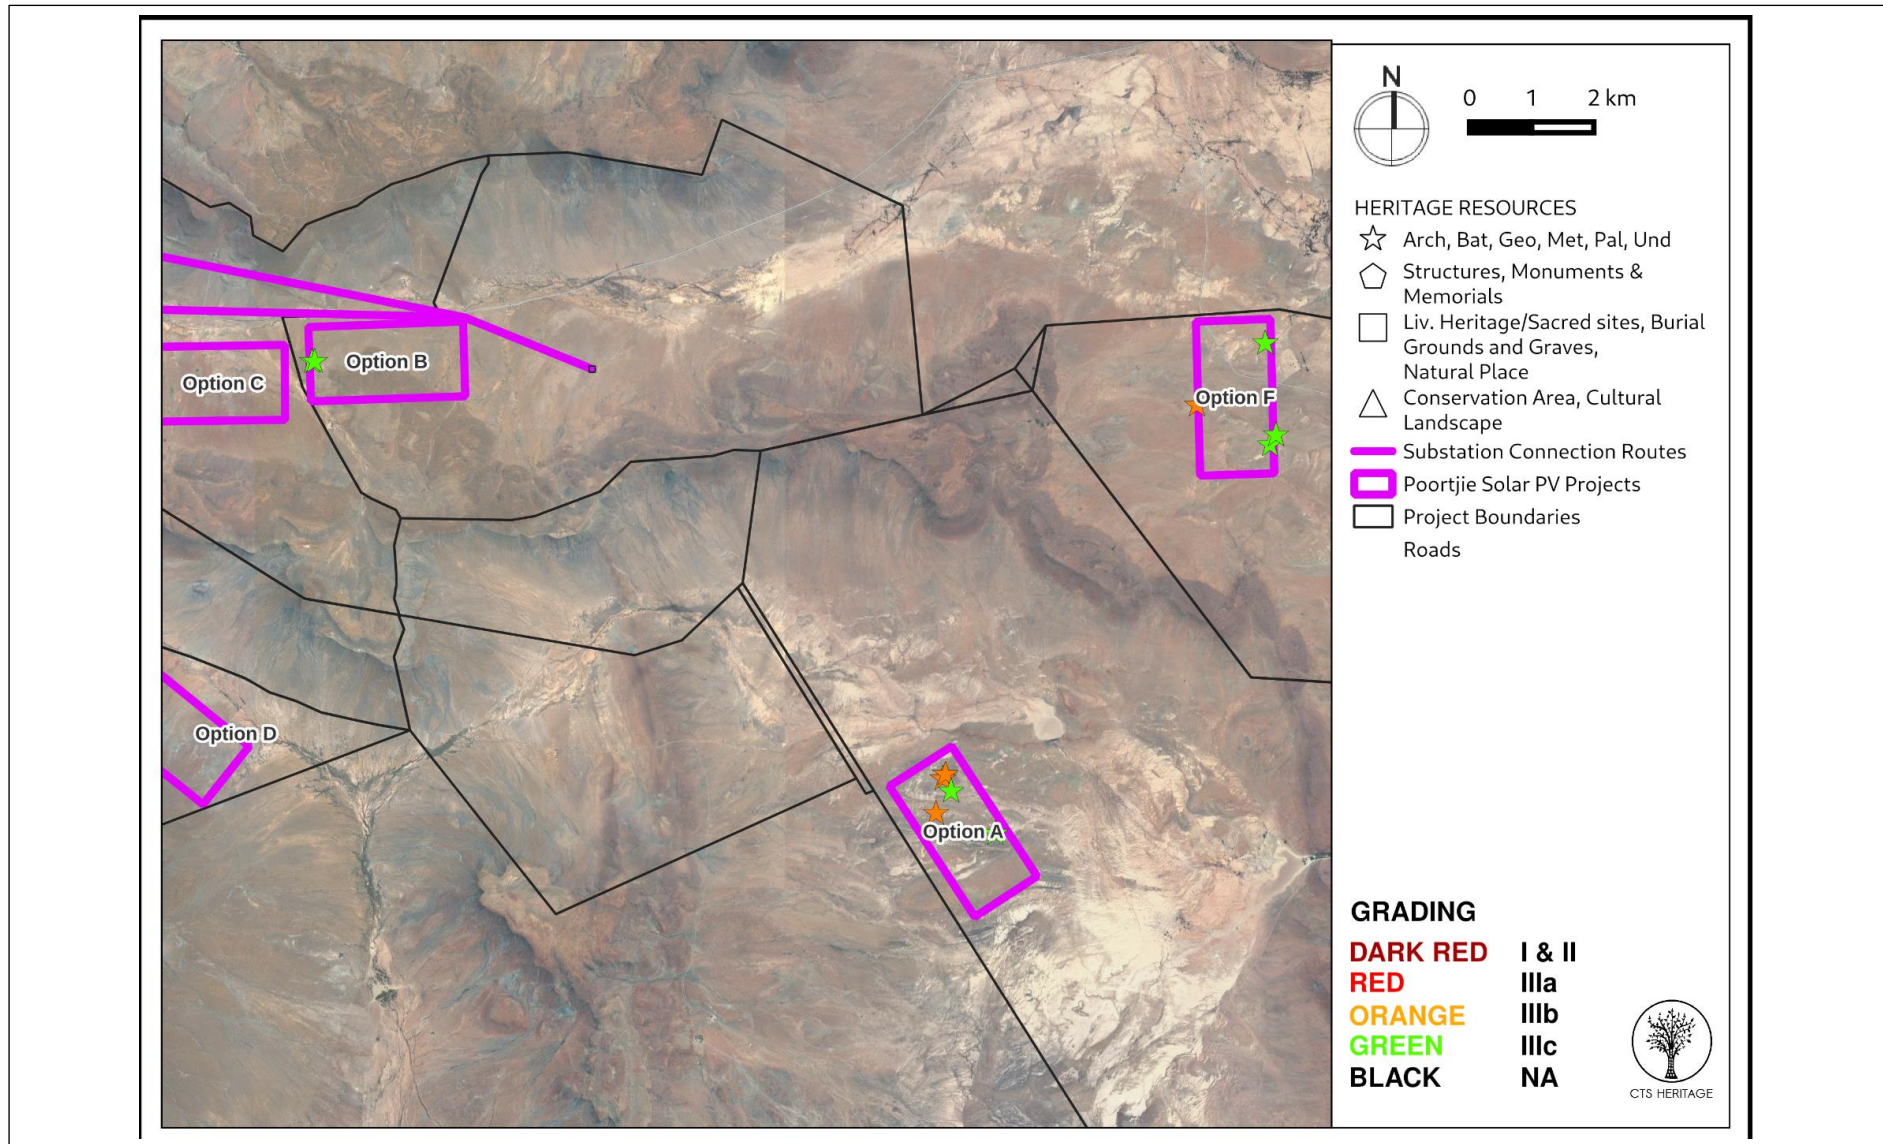 N
0 1 2 km
HERITAGE RESOURCES
Arch, Bat, Geo, Met, Pal, Und
Structures, Monuments &
Memorials
Liv. Heritage/Sacred sites, Burial
Grounds and Graves,
Natural Place
Conservation Area, Cultural
Landscape
Substation Connection Routes
Poortjie Solar PV Projects
Project Boundaries
Roads
Option B
Option C
Option F
Option D
Option A
GRADING
DARK RED I & II
RED IIIa
ORANGE IIIb
GREEN IIIc
BLACK NA
CTS HERITAGE